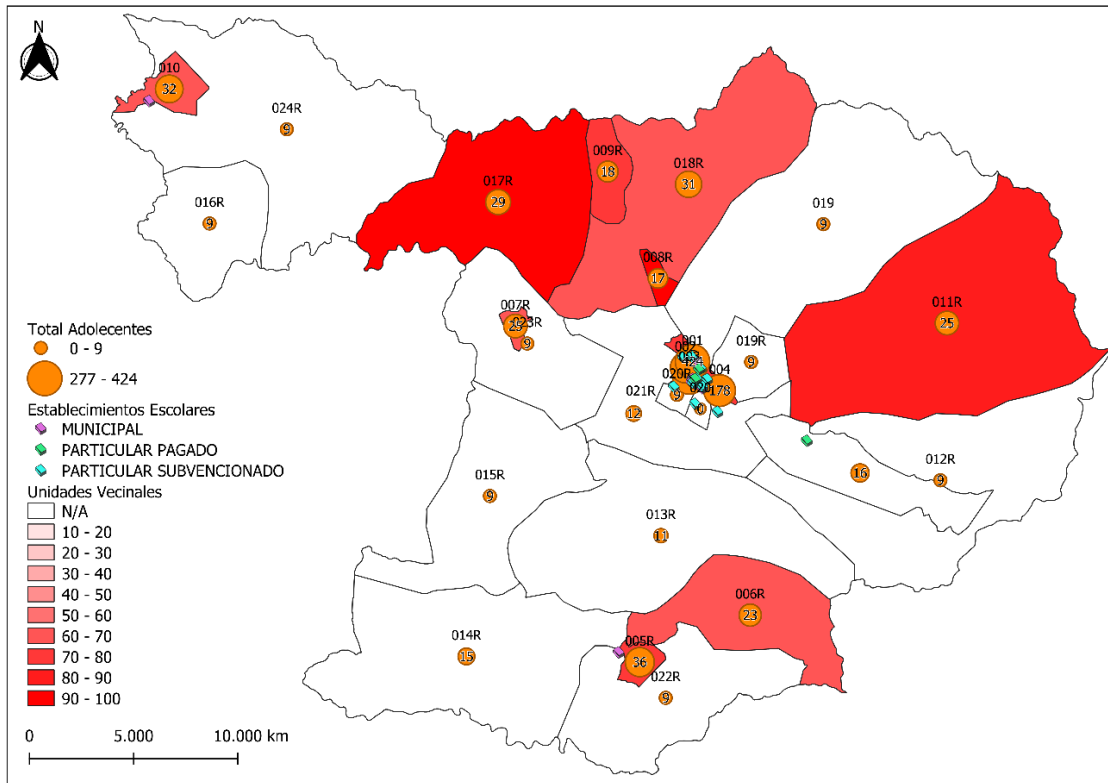 N
010
32
024R
9
016R
9
017R
29
009R
18
018R
31
008R
17
019
9
011R
25
007R
023R
9
001
424
019R
9
004
178
020R
9
0
021R
12
16
012R
9
015R
9
013R
11
006R
23
014R
15
005R
36
022R
9
Total Adolecentes
0 - 9
277 - 424
Establecimientos Escolares
MUNICIPAL
PARTICULAR PAGADO
PARTICULAR SUBVENCIONADO
Unidades Vecinales
N/A
10 - 20
20 - 30
30 - 40
40 - 50
50 - 60
60 - 70
70 - 80
80 - 90
90 - 100
0 5.000 10.000 km